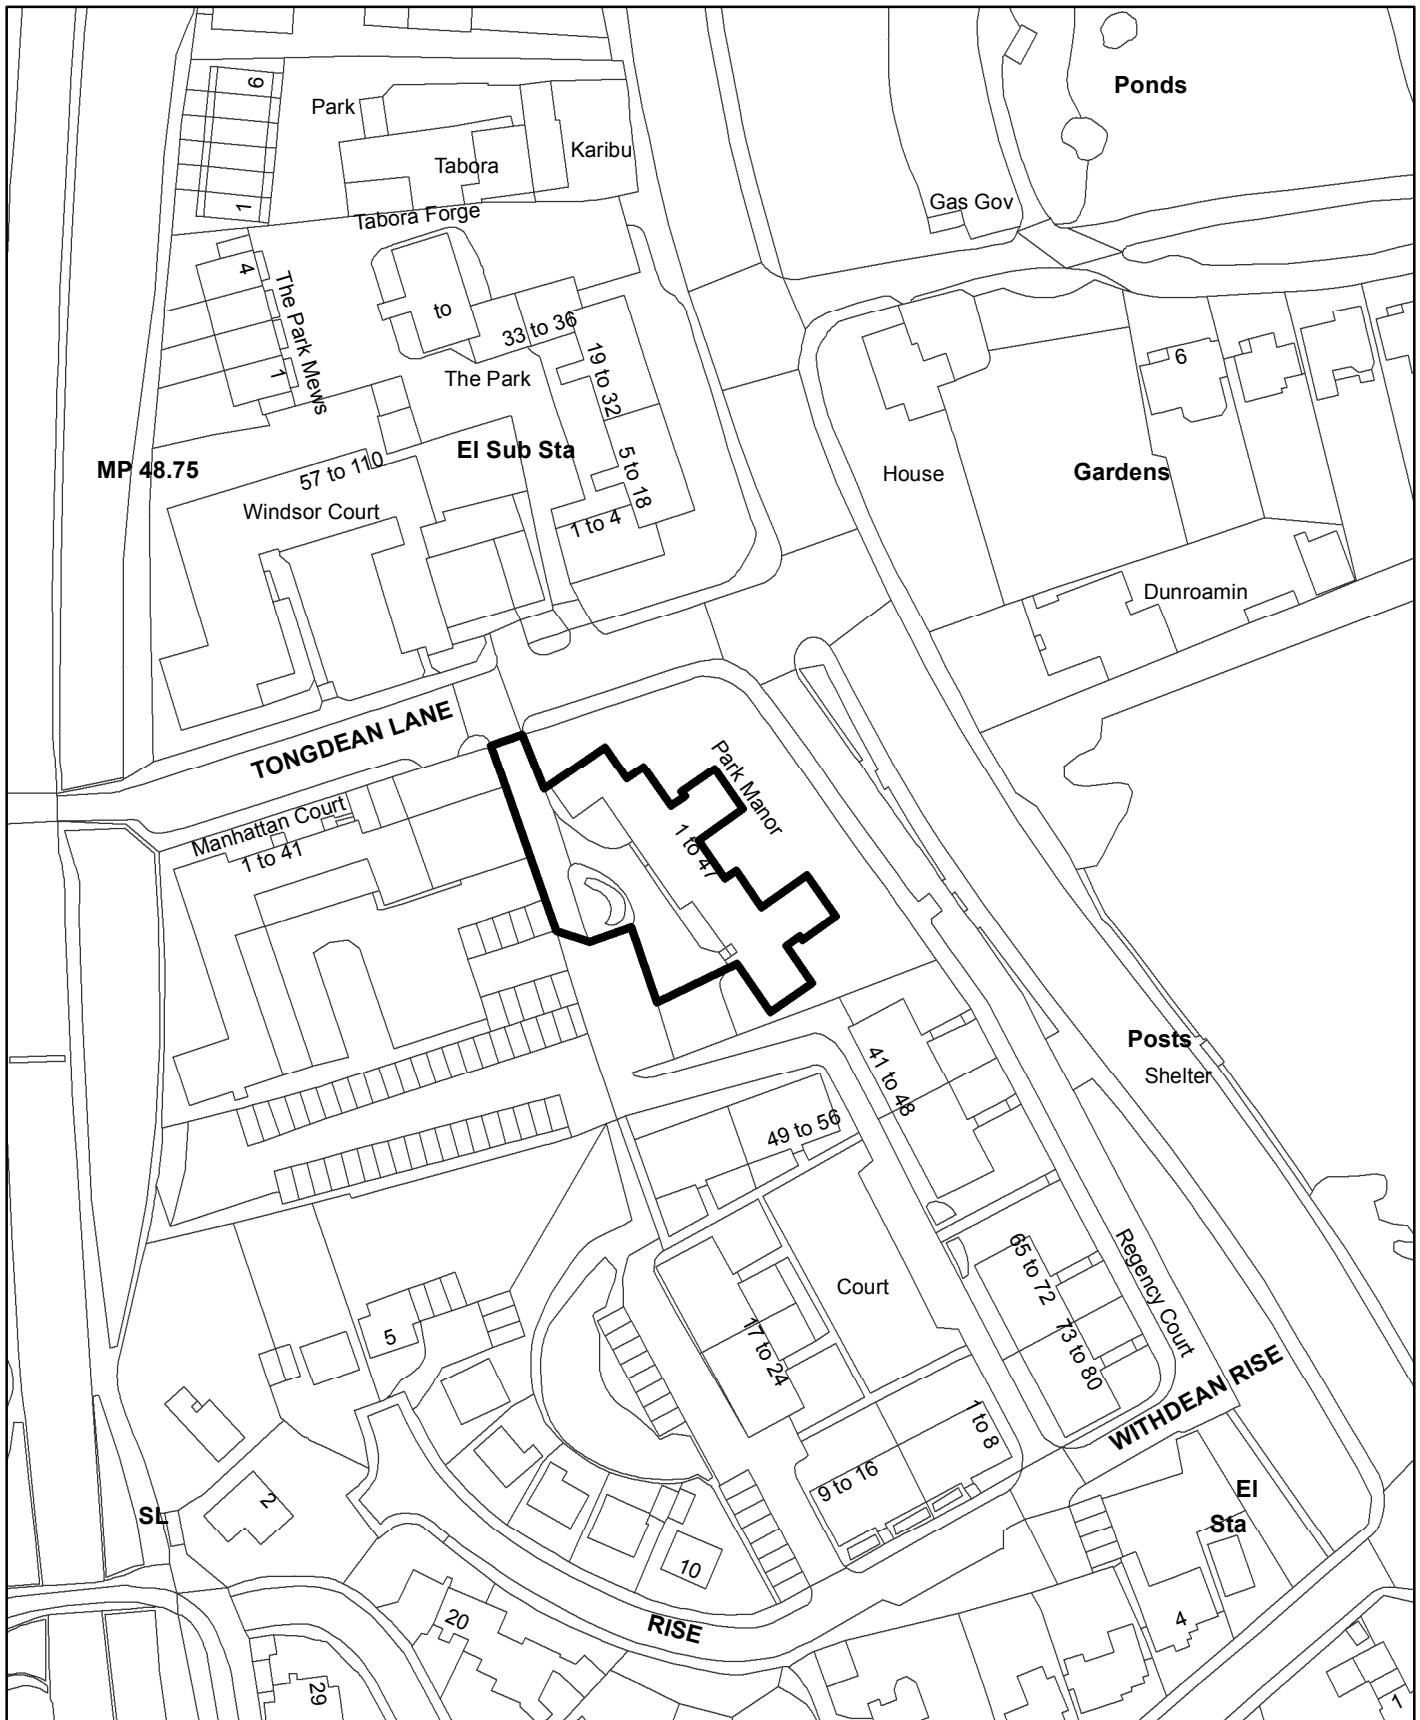 6
Park
Ponds
Karibu
Tabora
1
Gas Gov
Tabora Forge
4
The Park Mews
to
33 to 36
19 to 32
6
1
The Park
MP 48.75
57 to 110
El Sub Sta
5 to 18
House
Gardens
Windsor Court
1 to 4
Dunroamin
TONGDEAN LANE
Park Manor
1 to 47
Manhattan Court
1 to 41
Posts
Shelter
41 to 48
49 to 56
65 to 72
Regency Court
Court
5
17 to 24
73 to 80
WITHDEAN RISE
1 to 8
9 to 16
El
Sta
SL
2
10
20
RISE
4
29
1